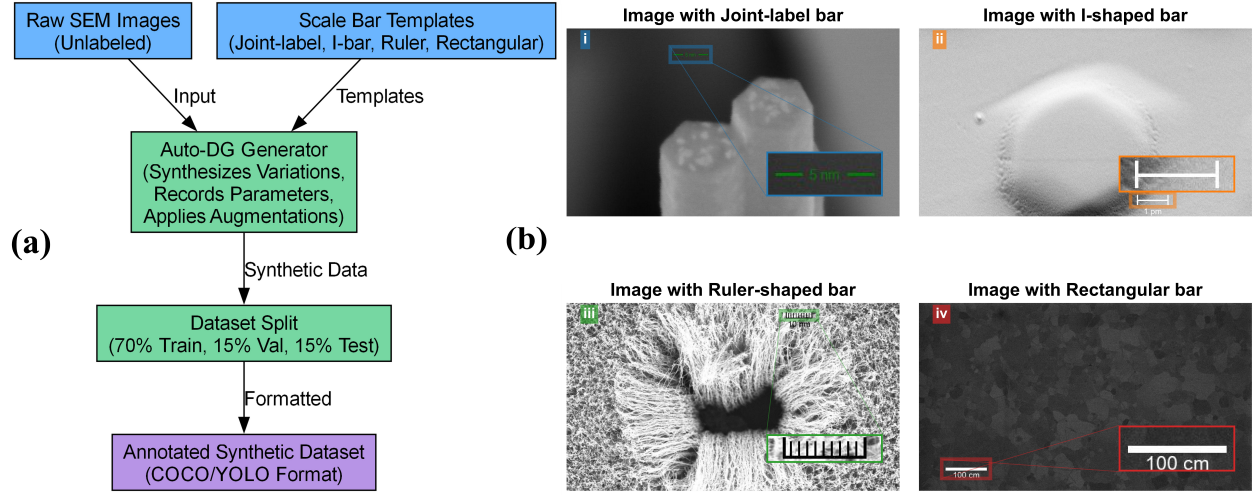 (a)
Raw SEM Images
(Unlabeled)
Scale Bar Templates
(Joint-label, I-bar, Ruler, Rectangular)
Input
Templates
Auto-DG Generator
(Synthesizes Variations,
Records Parameters,
Applies Augmentations)
Synthetic Data
Dataset Split
(70% Train, 15% Val, 15% Test)
Formatted
Annotated Synthetic Dataset
(COCO/YOLO Format)
(b)
Image with Joint-label bar
i
5 nm
Image with I-shaped bar
ii
1 pm
Image with Ruler-shaped bar
iii
Image with Rectangular bar
iv
100 cm
100 cm